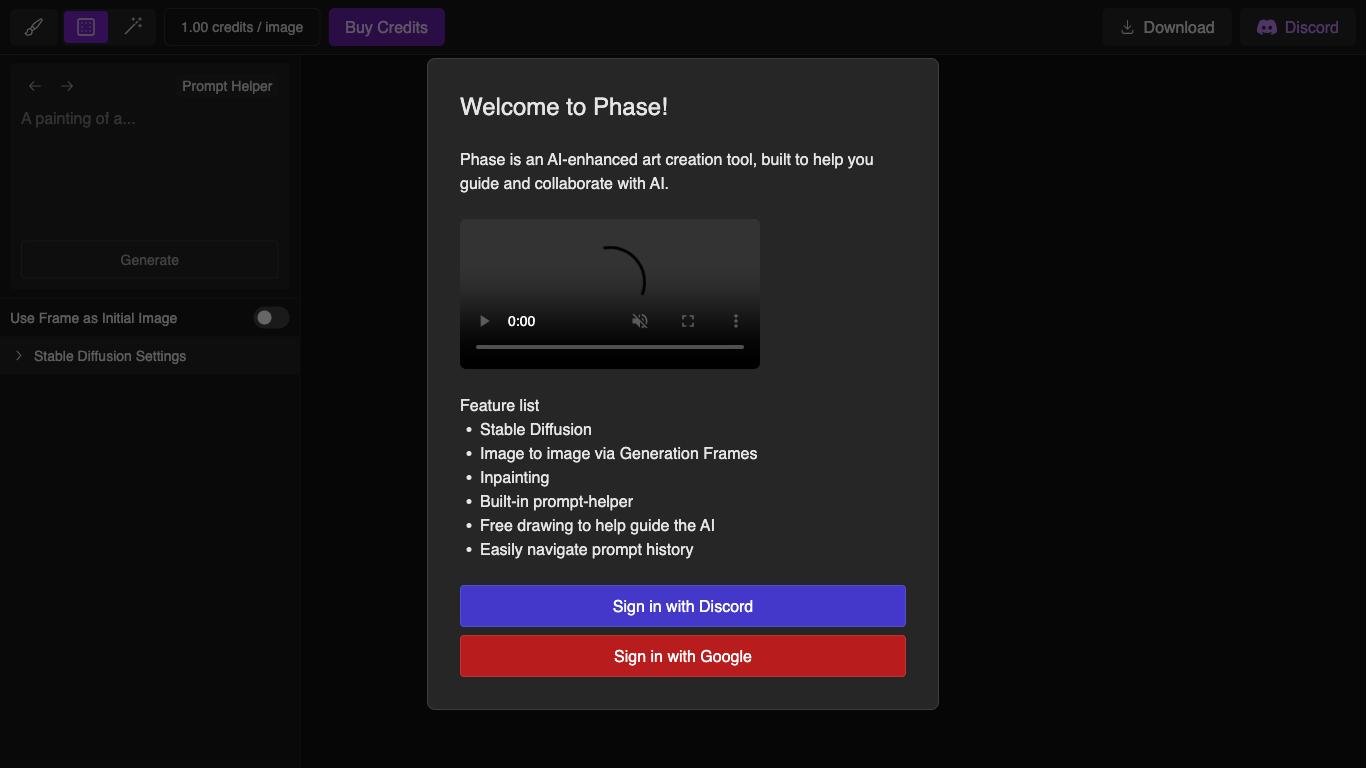 1.00 credits / image
Buy Credits
Download
Discord
Prompt Helper
A painting of a...
Generate
Use Frame as Initial Image
Stable Diffusion Settings
Welcome to Phase!
Phase is an AI-enhanced art creation tool, built to help you
guide and collaborate with AI.
0:00
Feature list
• Stable Diffusion
• Image to image via Generation Frames
• Inpainting
• Built-in prompt-helper
• Free drawing to help guide the AI
• Easily navigate prompt history
Sign in with Discord
Sign in with Google